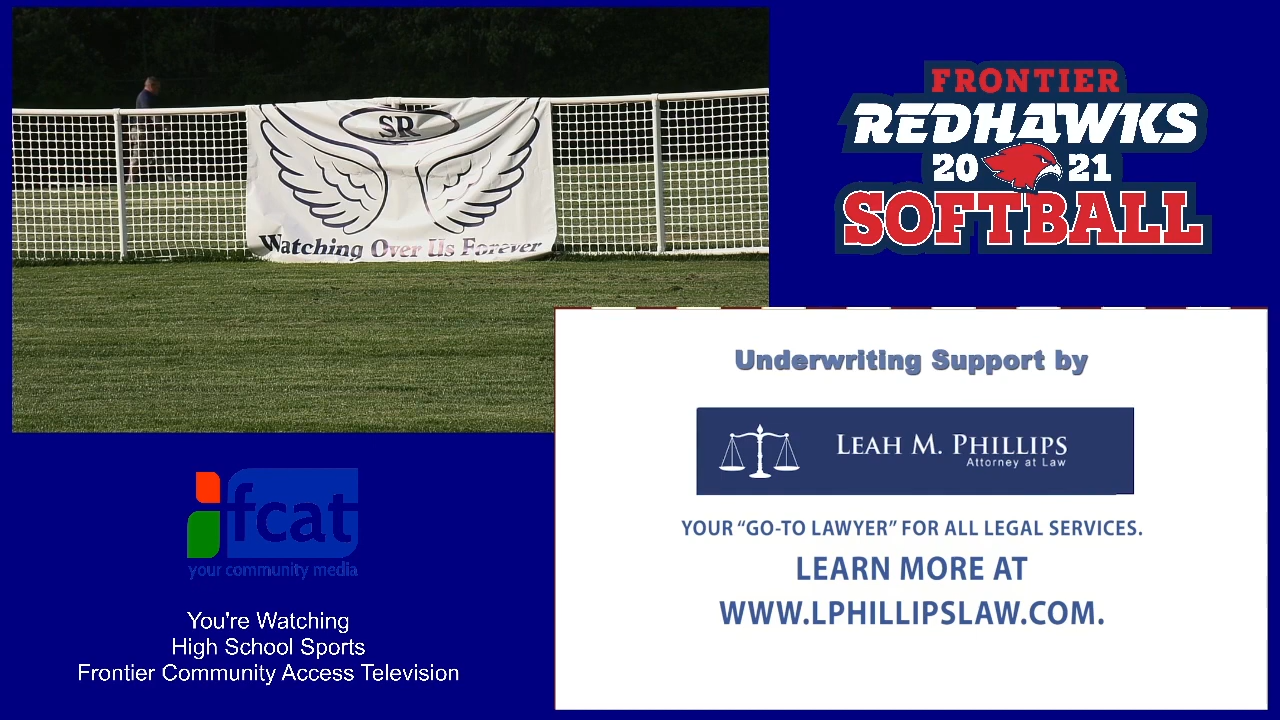 SR
Watching Over Us Forever
FRONTIER
REDHAWKS
20 21
SOFTBALL
Underwriting Support by
LEAH M. PHILLIPS
Attorney at Law
YOUR “GO-TO LAWYER” FOR ALL LEGAL SERVICES.
LEARN MORE AT
WWW.LPHILLIPSLAW.COM.
fcat
your community media
You're Watching
High School Sports
Frontier Community Access Television